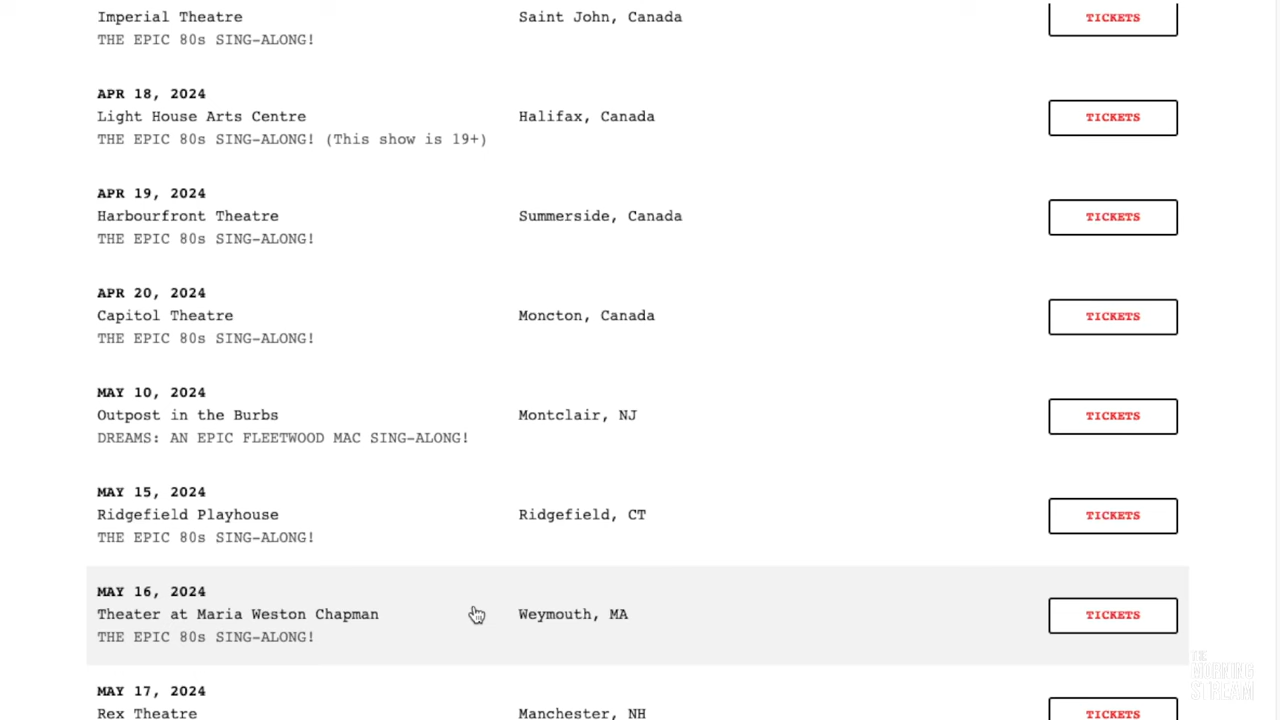 Imperial Theatre
Saint John, Canada
TICKETS
THE EPIC 80s SING-ALONG!
APR 18, 2024
Light House Arts Centre
Halifax, Canada
TICKETS
THE EPIC 80s SING-ALONG! (This show is 19+)
APR 19, 2024
Harbourfront Theatre
Summerside, Canada
TICKETS
THE EPIC 80s SING-ALONG!
APR 20, 2024
Capitol Theatre
Moncton, Canada
TICKETS
THE EPIC 80s SING-ALONG!
MAY 10, 2024
Outpost in the Burbs
Montclair, NJ
TICKETS
DREAMS: AN EPIC FLEETWOOD MAC SING-ALONG!
MAY 15, 2024
Ridgefield Playhouse
Ridgefield, CT
TICKETS
THE EPIC 80s SING-ALONG!
MAY 16, 2024
Theater at Maria Weston Chapman
Weymouth, MA
TICKETS
THE EPIC 80s SING-ALONG!
MAY 17, 2024
Rex Theatre
Manchester, NH
TICKETS
THE
MORNING
STREAM